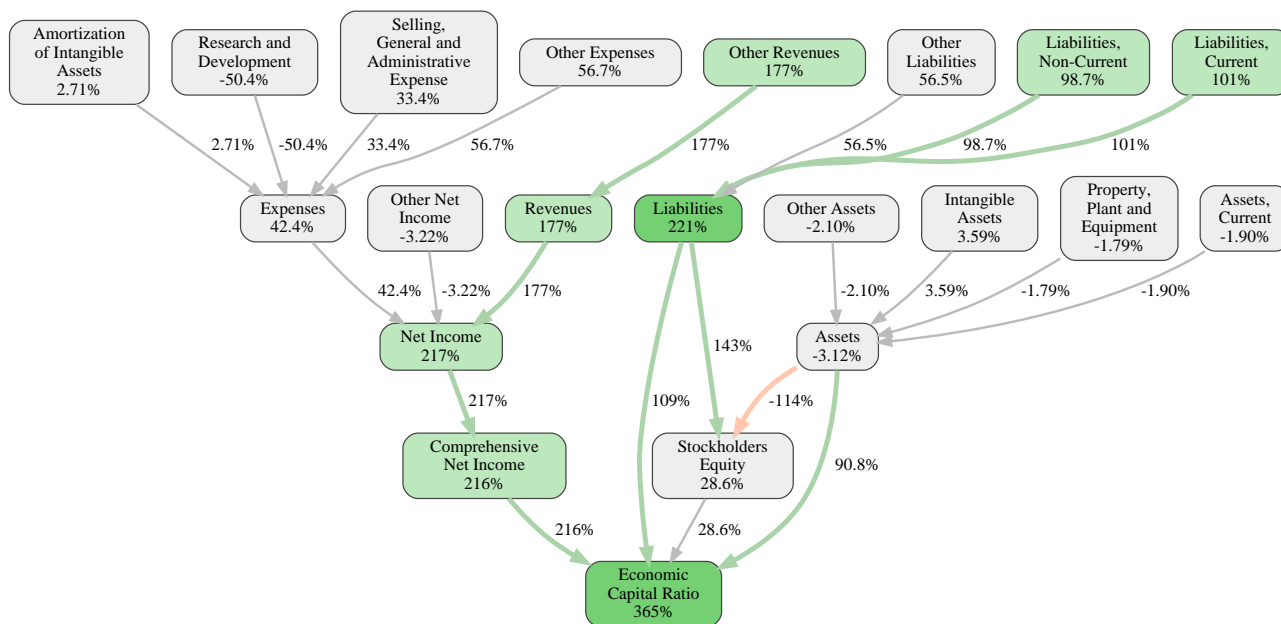 Amortization
of Intangible
Assets
2.71%
Research and
Development
-50.4%
Selling,
General and
Administrative
Expense
33.4%
Other Expenses
56.7%
Other Revenues
177%
Other
Liabilities
56.5%
Liabilities,
Non-Current
98.7%
Liabilities,
Current
101%
2.71%
-50.4%
33.4%
56.7%
177%
56.5%
98.7%
101%
Expenses
42.4%
Other Net
Income
-3.22%
Revenues
177%
Liabilities
221%
Other Assets
-2.10%
Intangible
Assets
3.59%
Property,
Plant and
Equipment
-1.79%
Assets,
Current
-1.90%
42.4%
-3.22%
177%
-2.10%
3.59%
-1.79%
-1.90%
Net Income
217%
143%
Assets
-3.12%
217%
109%
-114%
Comprehensive
Net Income
216%
Stockholders
Equity
28.6%
90.8%
216%
28.6%
Economic
Capital Ratio
365%